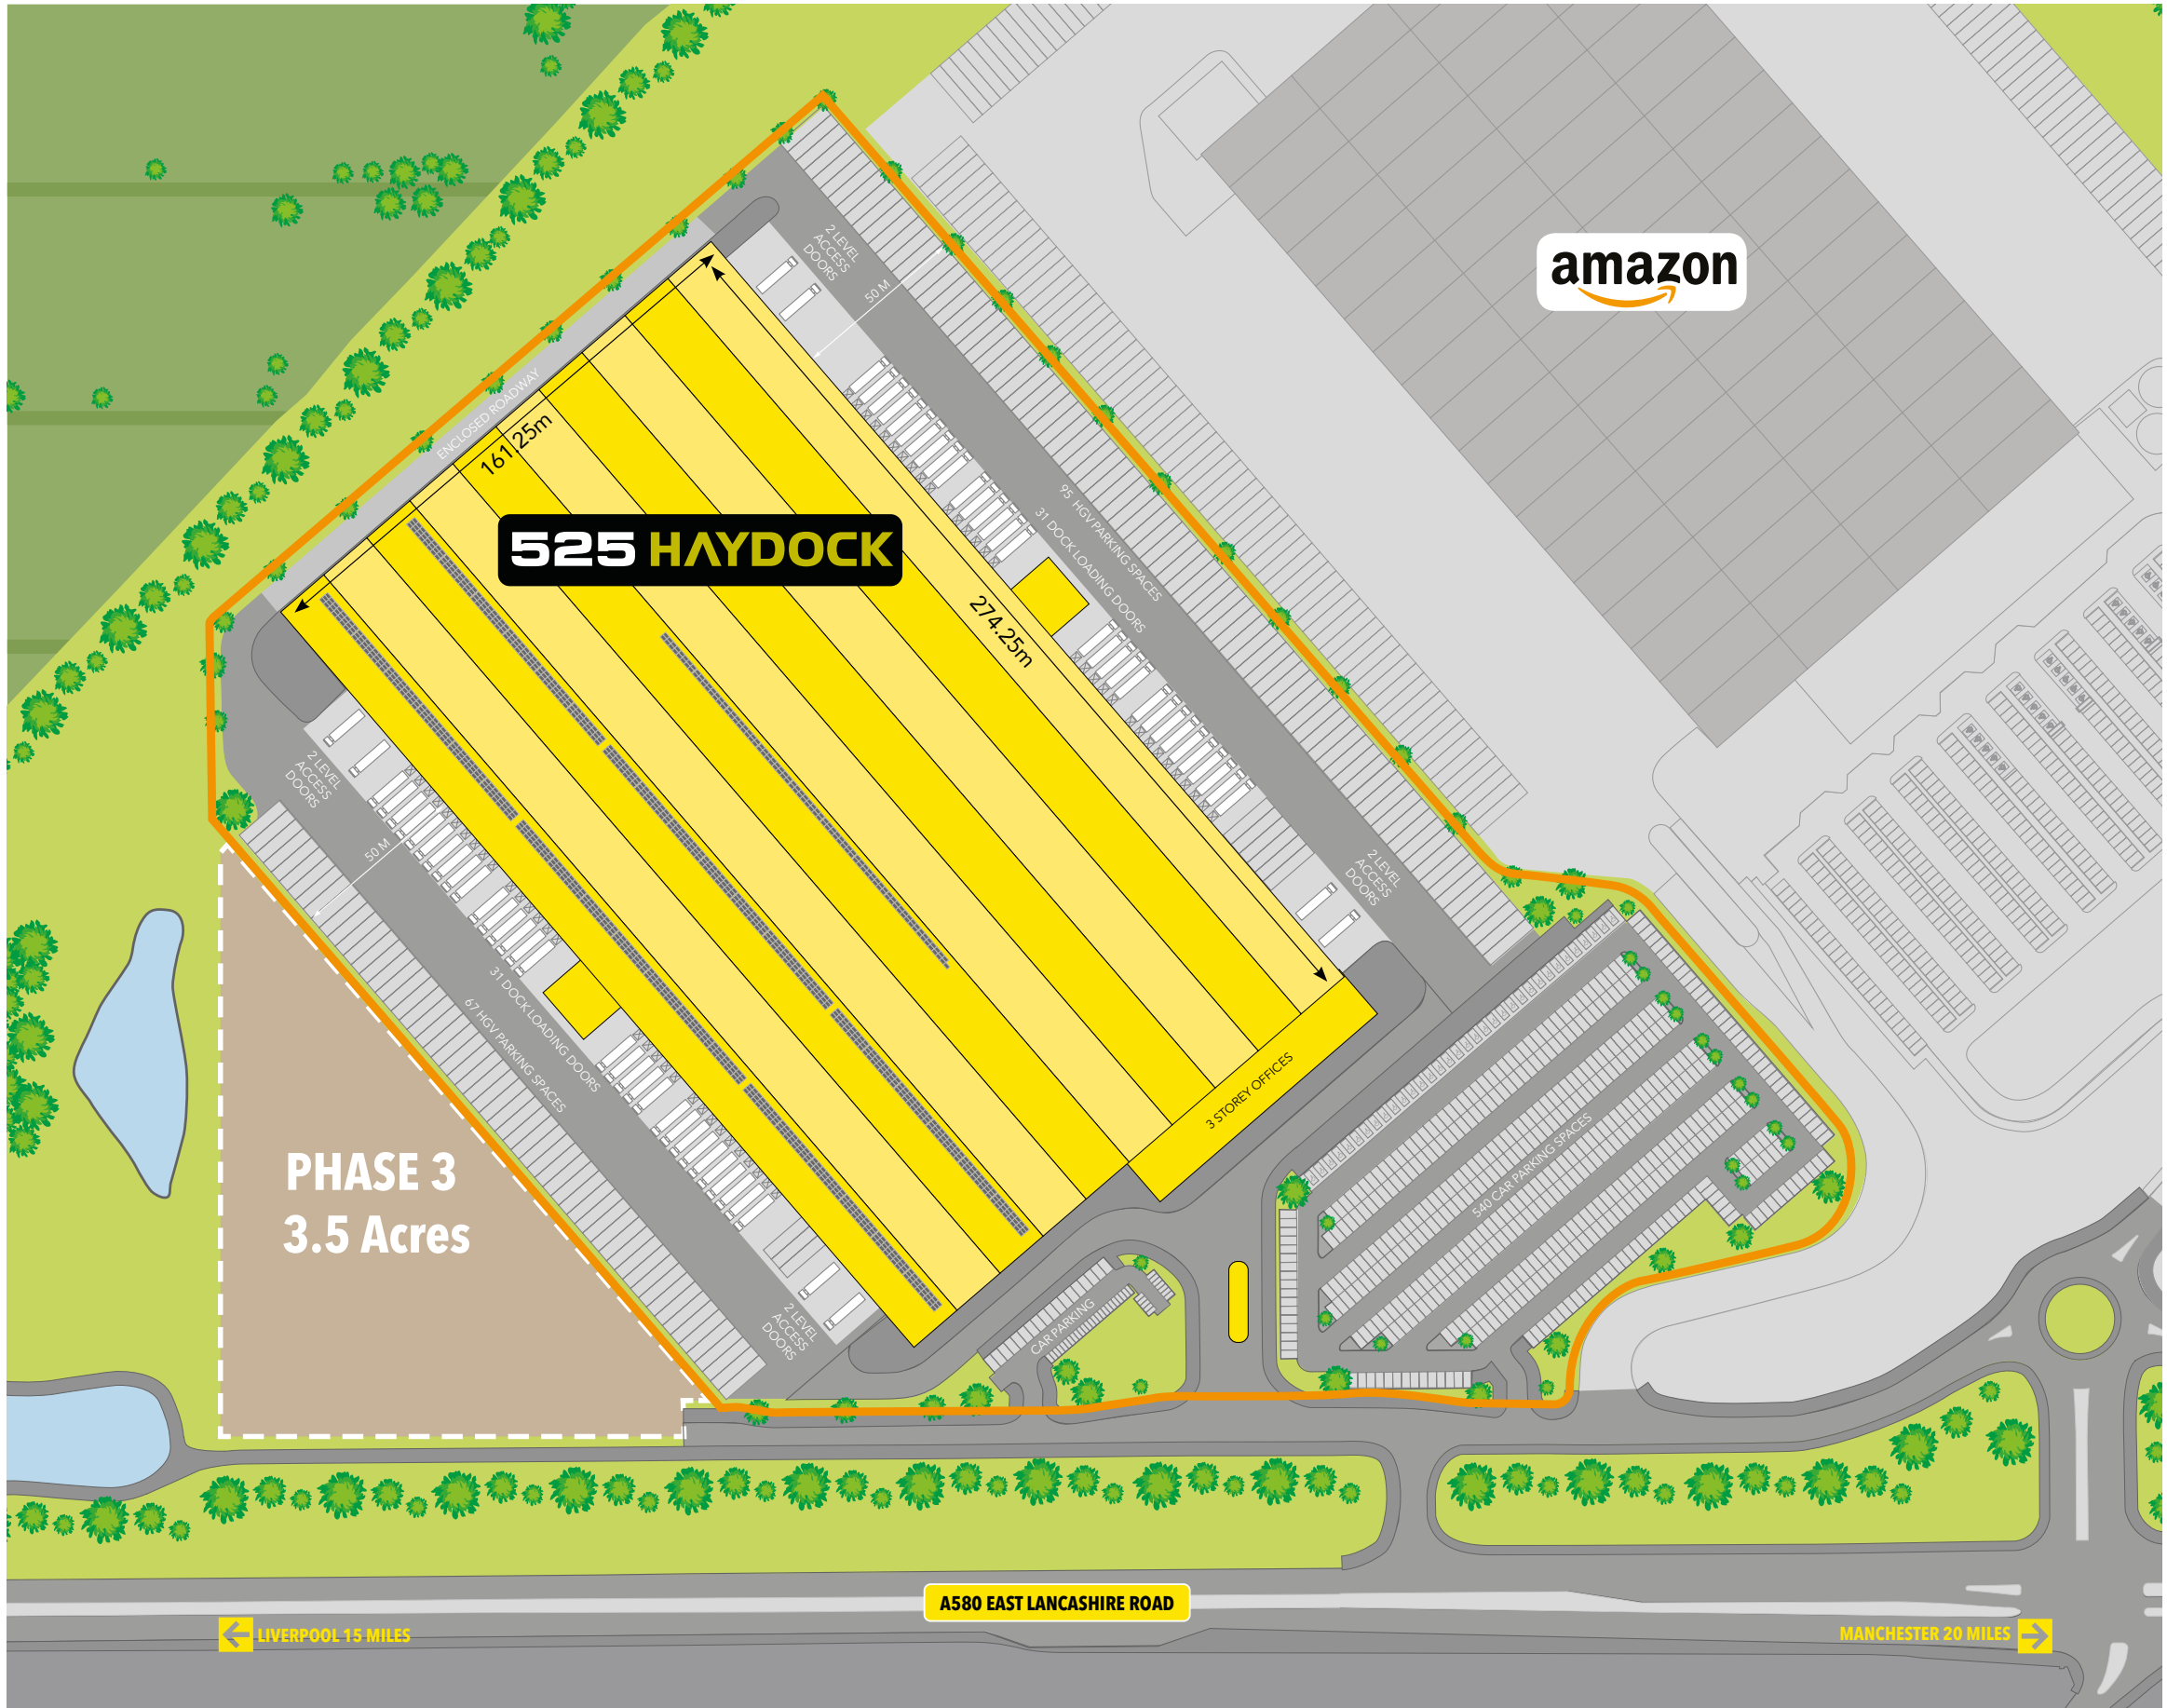 amazon
2 LEVEL
ACCESS
DOORS
50 M
ENCLOSED ROADWAY
161.25m
525 HAYDOCK
95 HGV PARKING SPACES
31 DOCK LOADING DOORS
274.25m
2 LEVEL
ACCESS
DOORS
50 M
2 LEVEL
ACCESS
DOORS
31 DOCK LOADING DOORS
67 HGV PARKING SPACES
3 STOREY OFFICES
540 CAR PARKING SPACES
PHASE 3
3.5 Acres
CAR PARKING
2 LEVEL
ACCESS
DOORS
A580 EAST LANCASHIRE ROAD
LIVERPOOL 15 MILES
MANCHESTER 20 MILES